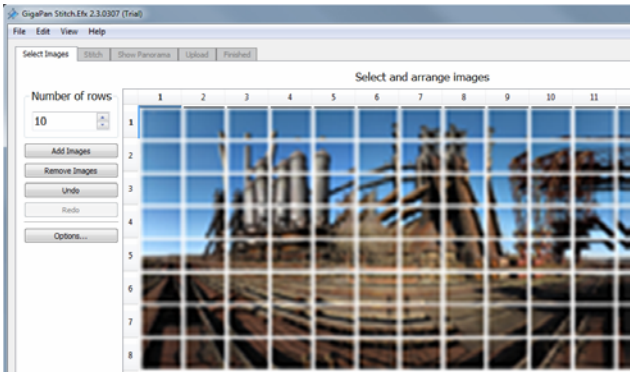 GigaPan Stitch.Efx 2.3.0307 (Trial)
File Edit View Help
Select Images Stitch Show Panorama Upload Finished
Select and arrange images
Number of rows
10
Add Images
Remove Images
Undo
Redo
Options...
1 2 3 4 5 6 7 8 9 10 11
1
2
3
4
5
6
7
8